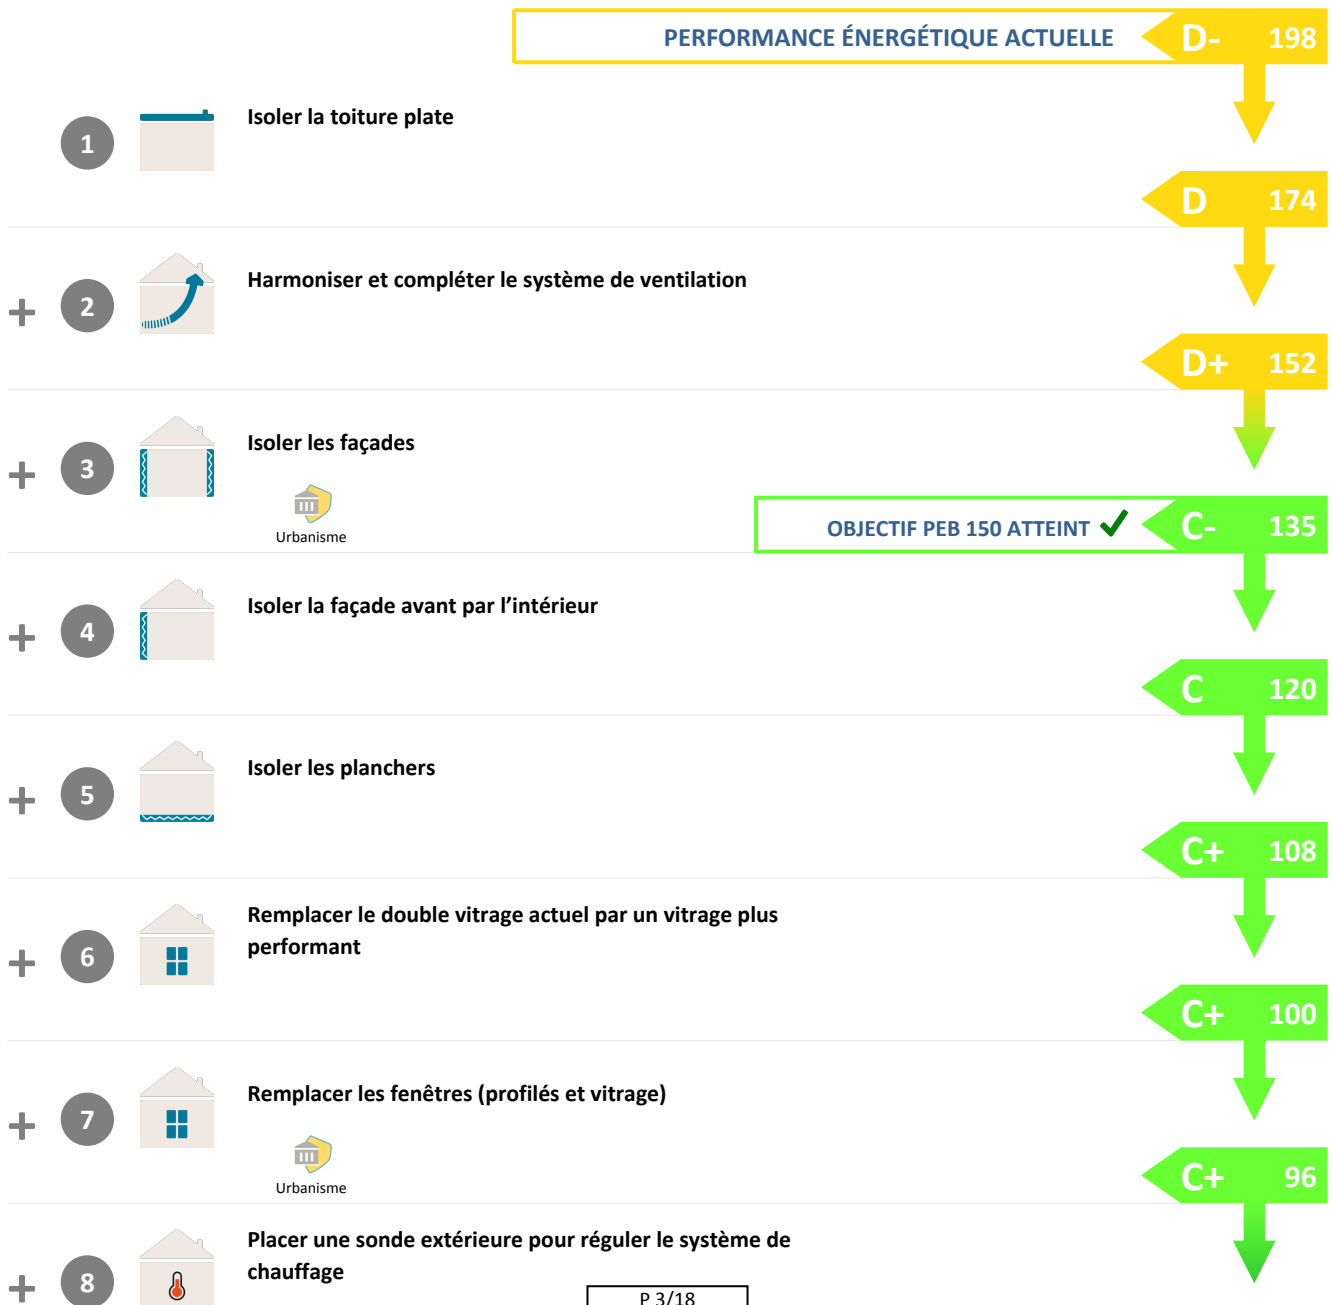 PERFORMANCE ÉNERGÉTIQUE ACTUELLE D- 198
1 Isoler la toiture plate
D 174
+ 2 Harmoniser et compléter le système de ventilation
D+ 152
+ 3 Isoler les façades
Urbanisme
OBJECTIF PEB 150 ATTEINT C- 135
+ 4 Isoler la façade avant par l’intérieur
C 120
+ 5 Isoler les planchers
C+ 108
+ 6 Remplacer le double vitrage actuel par un vitrage plus
performant
C+ 100
+ 7 Remplacer les fenêtres (profilés et vitrage)
Urbanisme
C+ 96
+ 8 Placer une sonde extérieure pour réguler le système de
chauffage
P 3/18